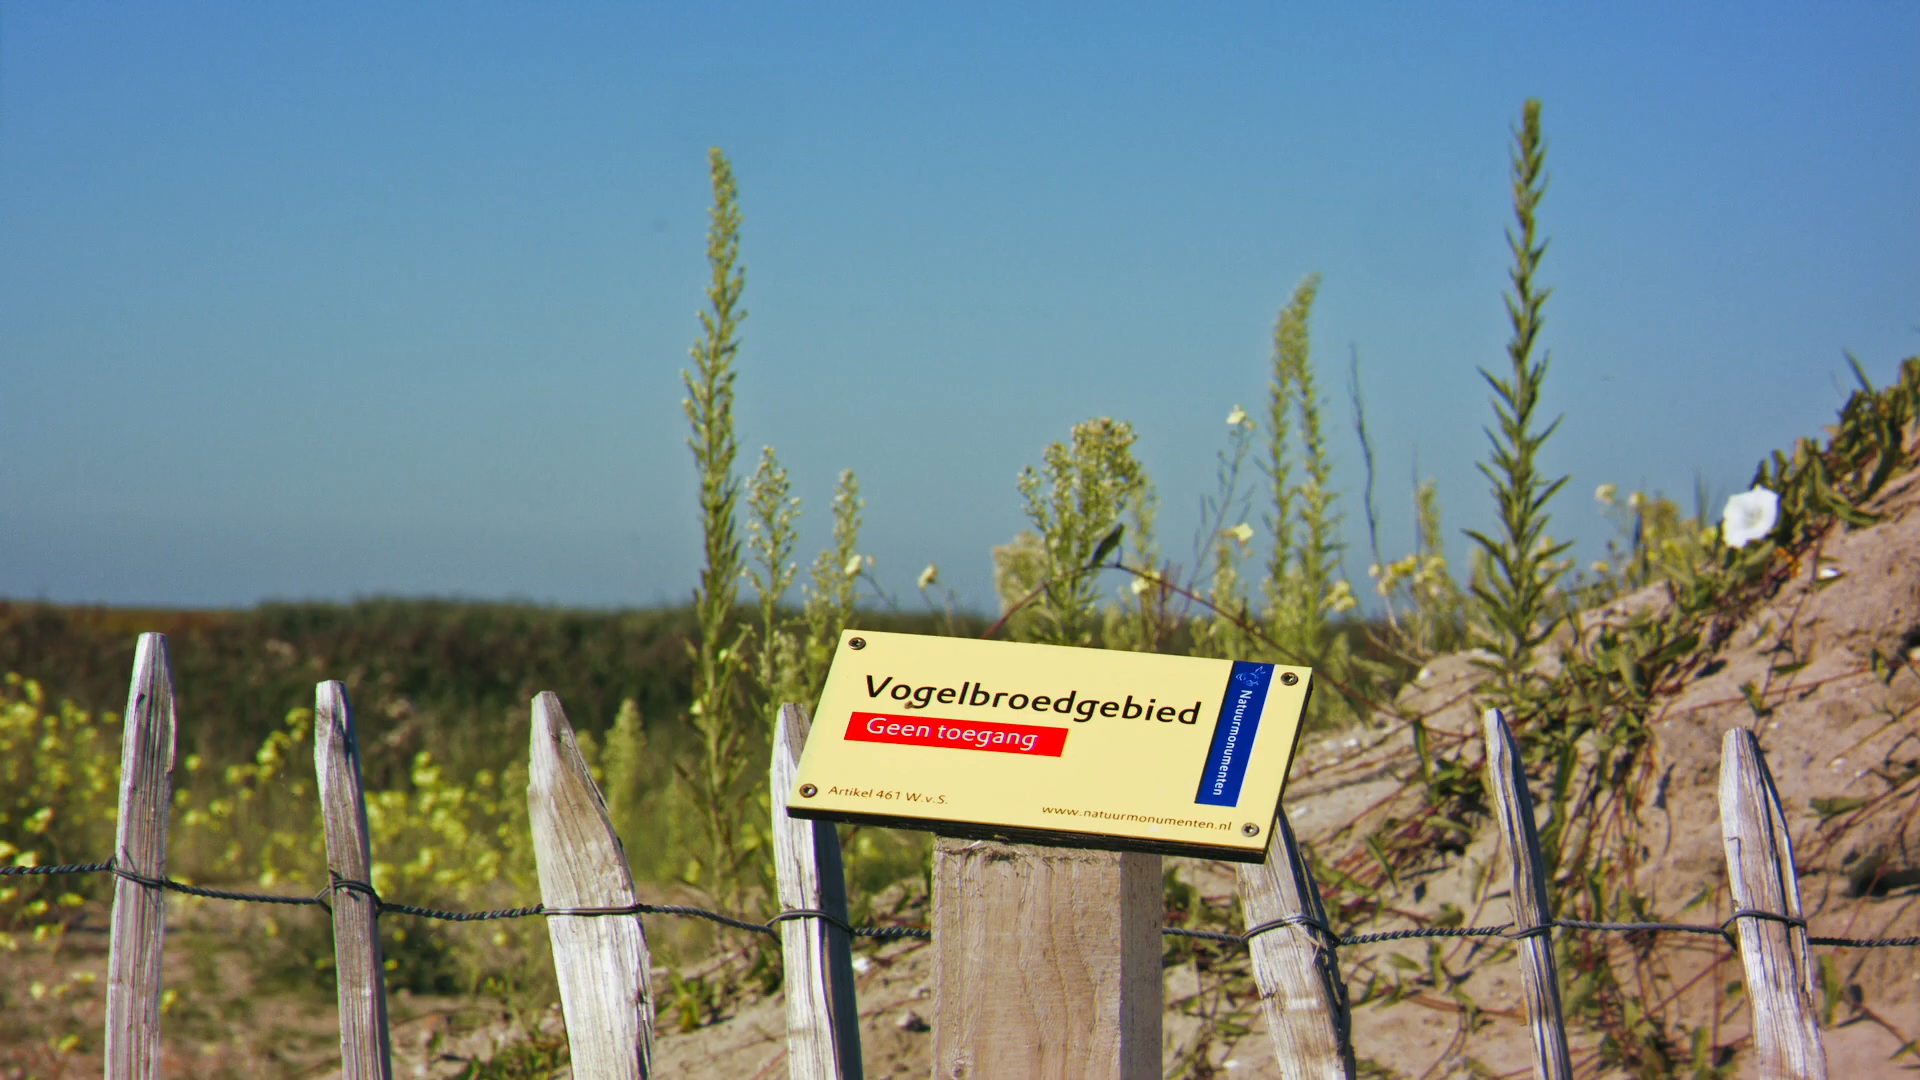 Vogelbroedgebied
Geen toegang
Artikel 461 W.v.S.
www.natuurmonumenten.nl
Natuurmonumenten